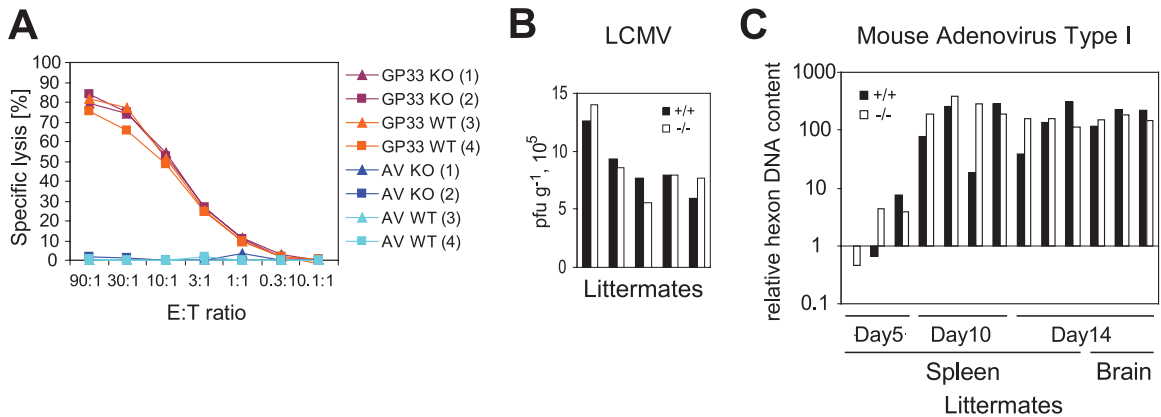 A
Specific lysis [%]
100
90
80
70
60
50
40
30
20
10
0
90:1 30:1 10:1 3:1 1:1 0.3:1 0.1:1
E:T ratio
GP33 KO (1)
GP33 KO (2)
GP33 WT (3)
GP33 WT (4)
AV KO (1)
AV KO (2)
AV WT (3)
AV WT (4)
B
LCMV
pfu g-1, 10⁵
15
10
5
0
+/+
-/-
Littermates
C
Mouse Adenovirus Type I
relative hexon DNA content
1000
100
10
1
0.1
+/+
-/-
Day5 Day10 Day14
Spleen Brain
Littermates